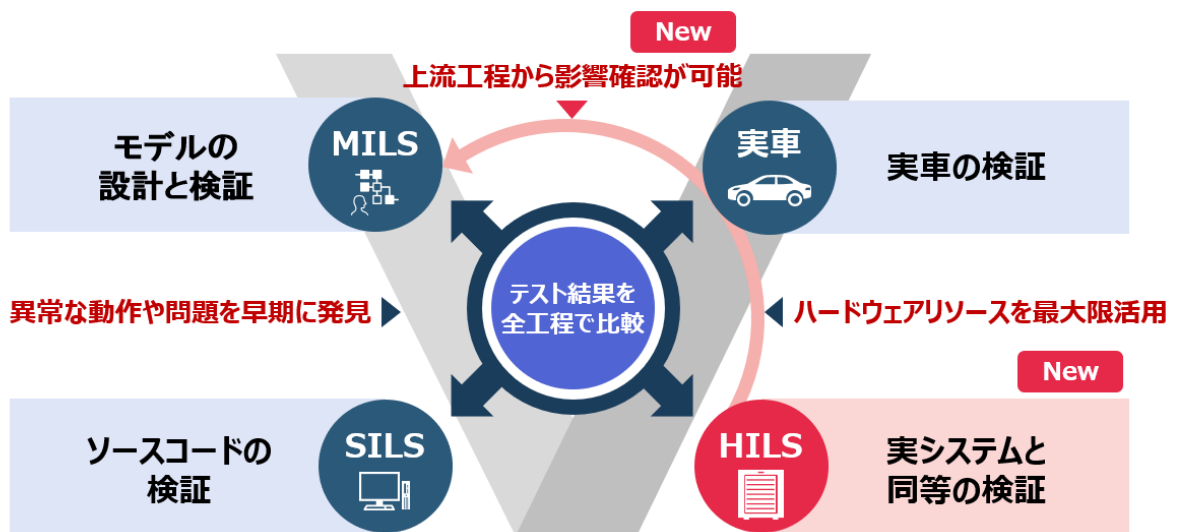 New
上流工程から影響確認が可能
モデルの
設計と検証
MILS
実車
実車の検証
異常な動作や問題を早期に発見
テスト結果を
全工程で比較
ハードウェアリソースを最大限活用
New
ソースコードの
検証
SILS
HILS
実システムと
同等の検証